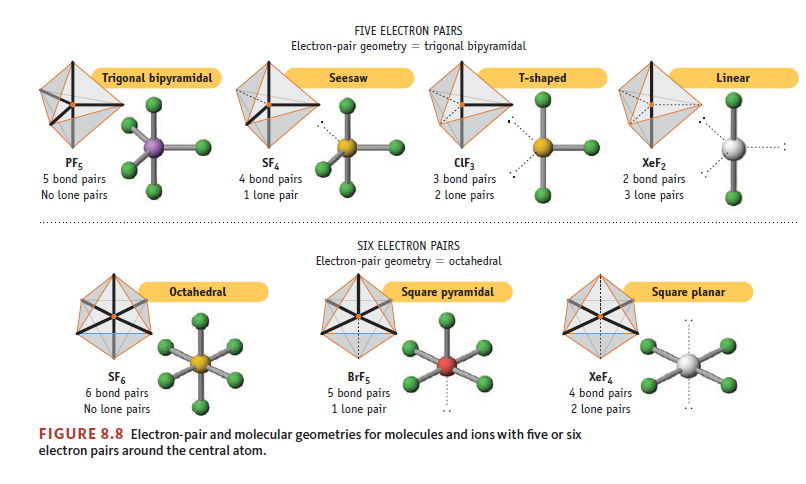 FIVE ELECTRON PAIRS
Electron-pair geometry = trigonal bipyramidal
Trigonal bipyramidal
Seesaw
T-shaped
Linear
PF₅
5 bond pairs
No lone pairs
SF₄
4 bond pairs
1 lone pair
ClF₃
3 bond pairs
2 lone pairs
XeF₂
2 bond pairs
3 lone pairs
SIX ELECTRON PAIRS
Electron-pair geometry = octahedral
Octahedral
Square pyramidal
Square planar
SF₆
6 bond pairs
No lone pairs
BrF₅
5 bond pairs
1 lone pair
XeF₄
4 bond pairs
2 lone pairs
FIGURE 8.8 Electron-pair and molecular geometries for molecules and ions with five or six
electron pairs around the central atom.